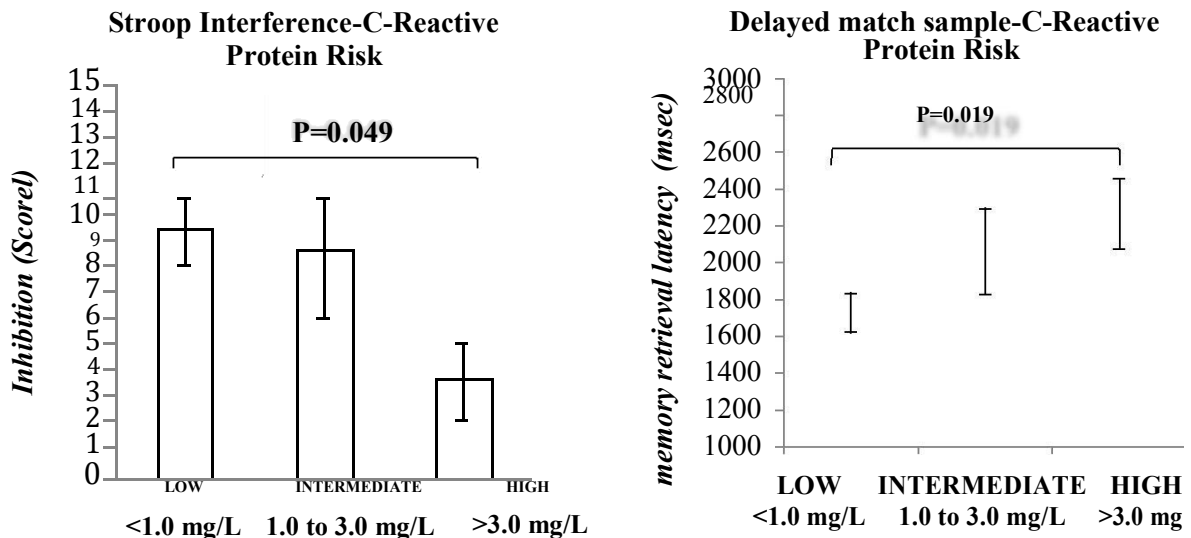 Stroop Interference-C-Reactive
Protein Risk
15
14
13
12
11
10
9
8
7
6
5
4
3
2
1
0
Inhibition (Scorel)
P=0.049
LOW INTERMEDIATE HIGH
<1.0 mg/L 1.0 to 3.0 mg/L >3.0 mg/L
Delayed match sample-C-Reactive
Protein Risk
3000
2800
2600
2400
2200
2000
1800
1600
1400
1200
1000
memory retrieval latency (msec)
P=0.019
P=0.019
LOW INTERMEDIATE HIGH
<1.0 mg/L 1.0 to 3.0 mg/L >3.0 mg